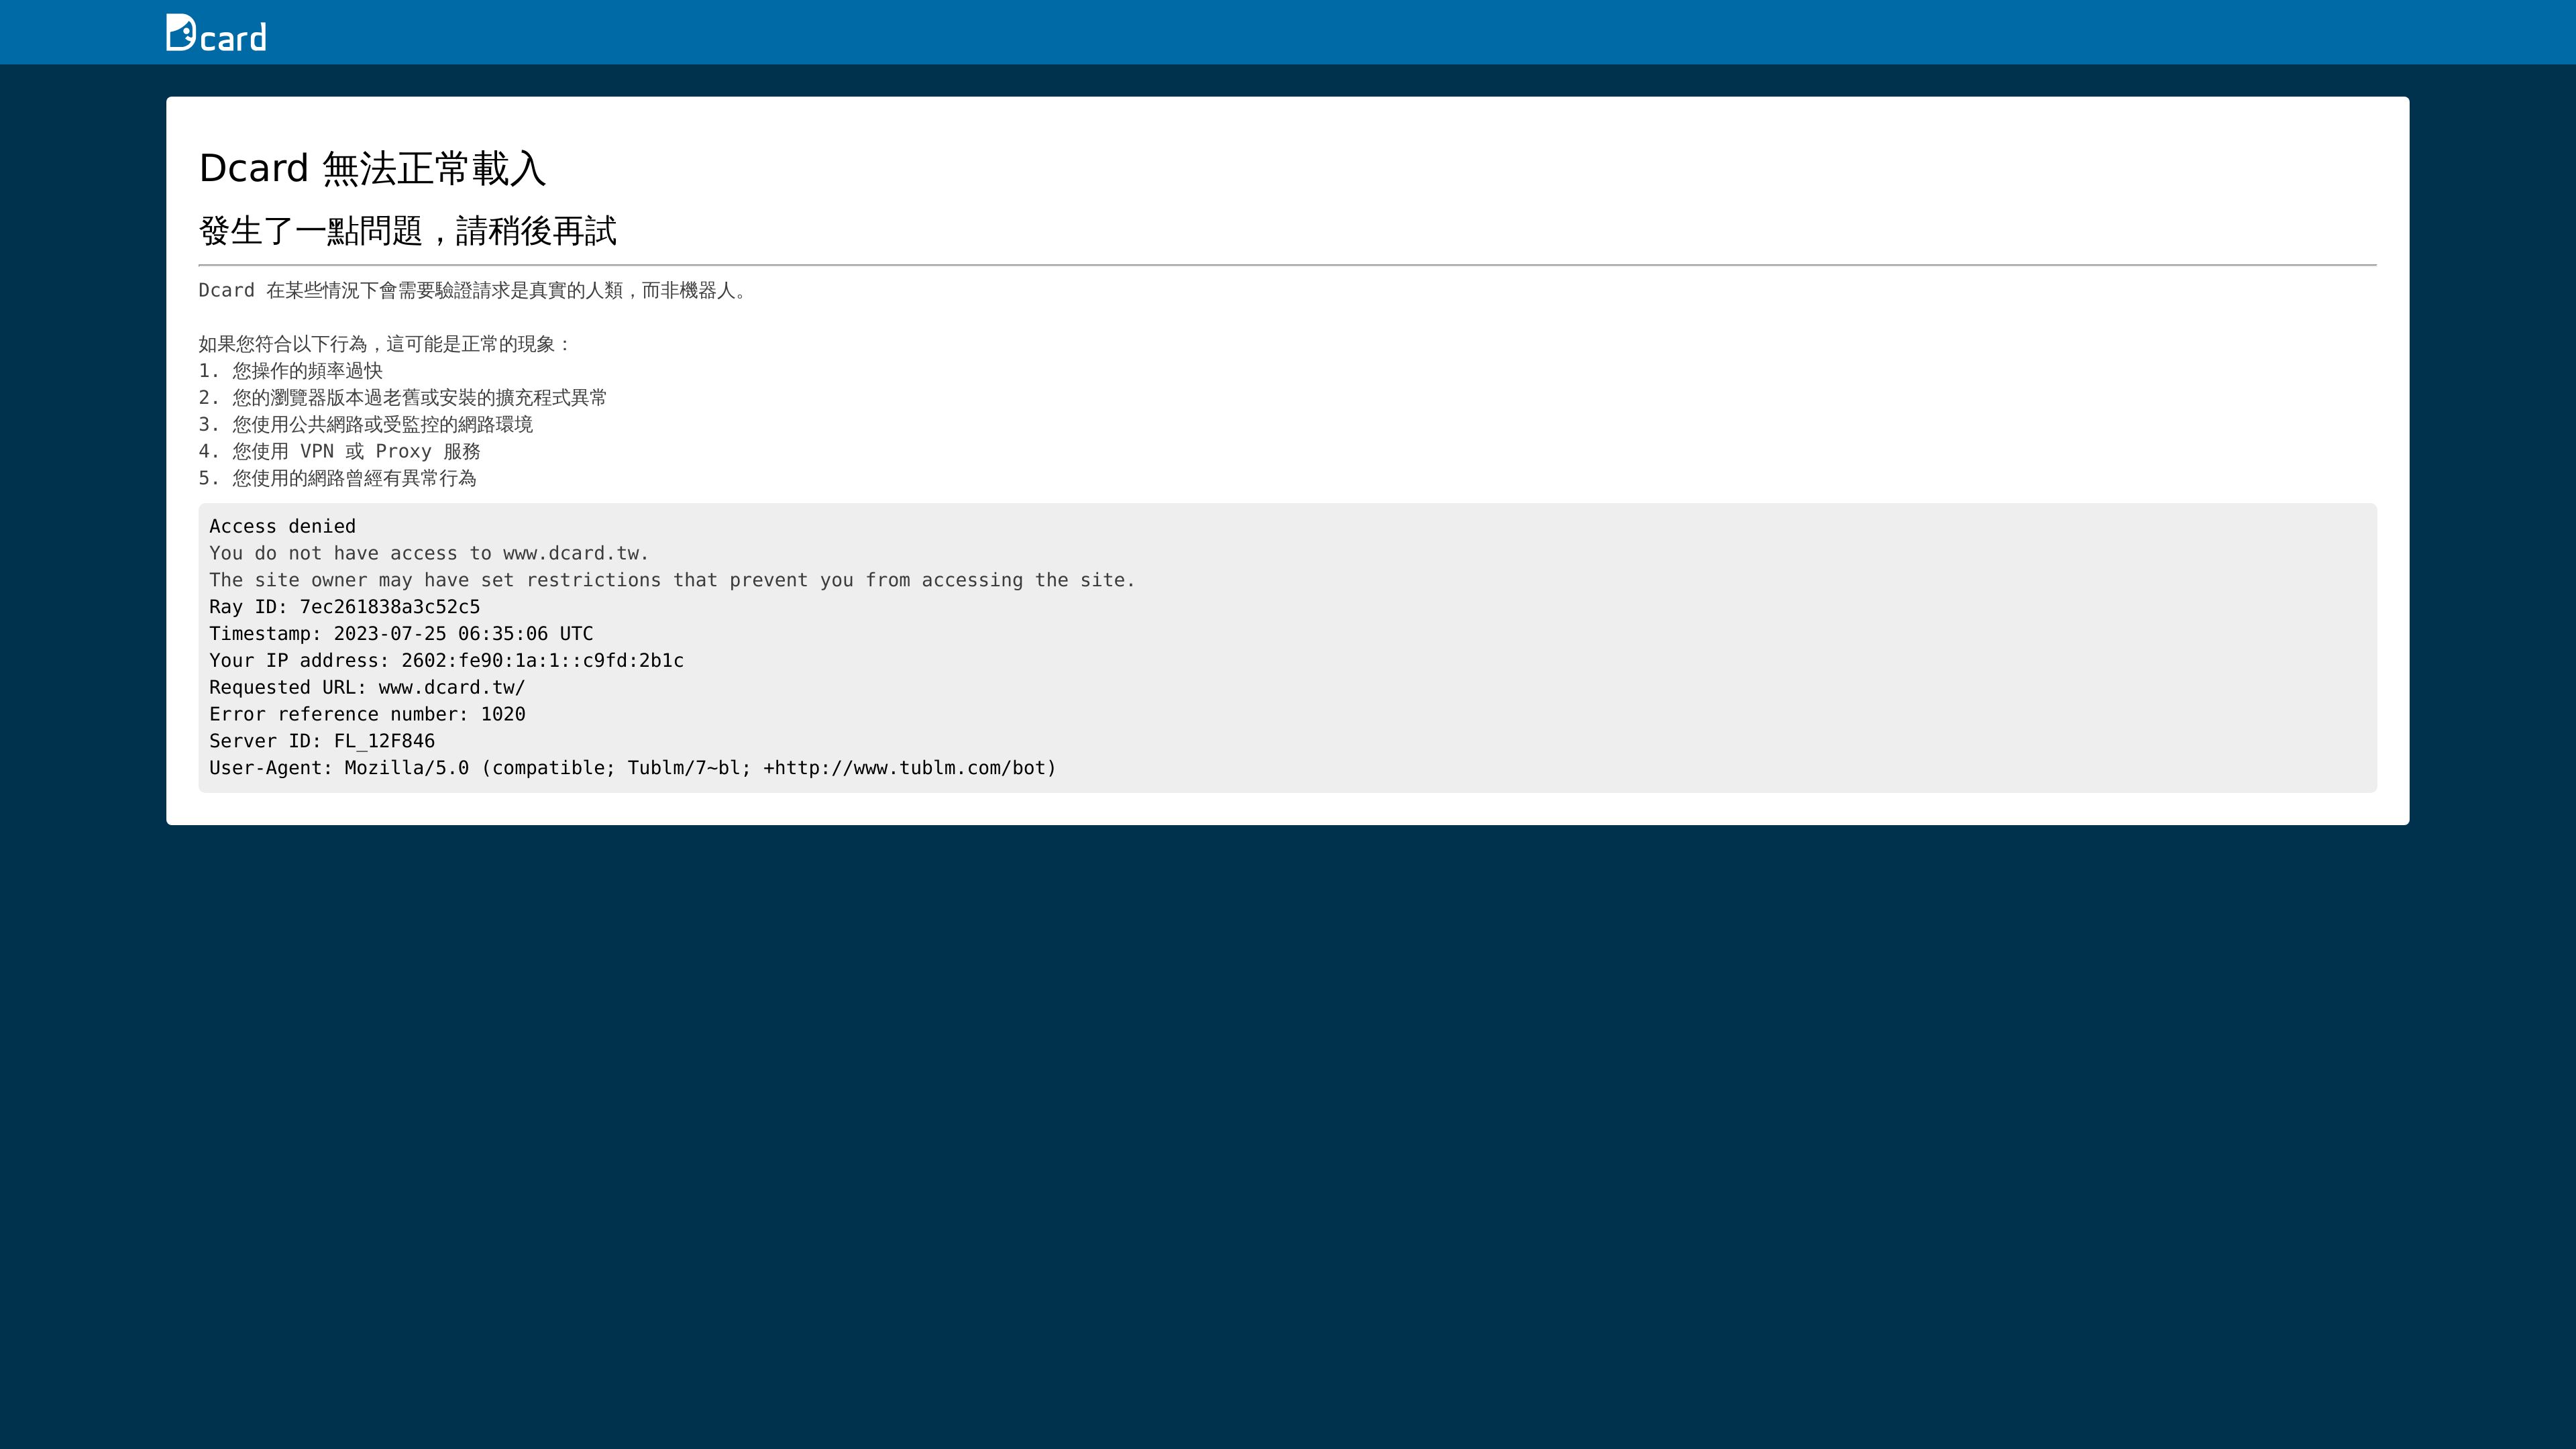 Dcard
Dcard 無法正常載入
發生了一點問題，請稍後再試
Dcard 在某些情況下會需要驗證請求是真實的人類，而非機器人。
如果您符合以下行為，這可能是正常的現象：
1. 您操作的頻率過快
2. 您的瀏覽器版本過老舊或安裝的擴充程式異常
3. 您使用公共網路或受監控的網路環境
4. 您使用 VPN 或 Proxy 服務
5. 您使用的網路曾經有異常行為
Access denied
You do not have access to www.dcard.tw.
The site owner may have set restrictions that prevent you from accessing the site.
Ray ID: 7ec261838a3c52c5
Timestamp: 2023-07-25 06:35:06 UTC
Your IP address: 2602:fe90:1a:1::c9fd:2b1c
Requested URL: www.dcard.tw/
Error reference number: 1020
Server ID: FL_12F846
User-Agent: Mozilla/5.0 (compatible; Tublm/7~bl; +http://www.tublm.com/bot)